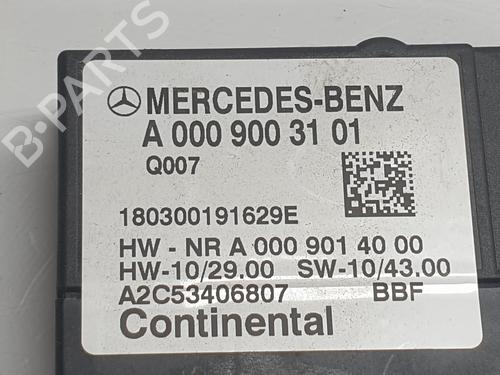 MERCEDES-BENZ
A 000 900 31 01
Q007
180300191629E
HW - NR A 000 901 40 00
HW-10/29.00 SW-10/43.00
A2C53406807 BBF
Continental
B-PARTS